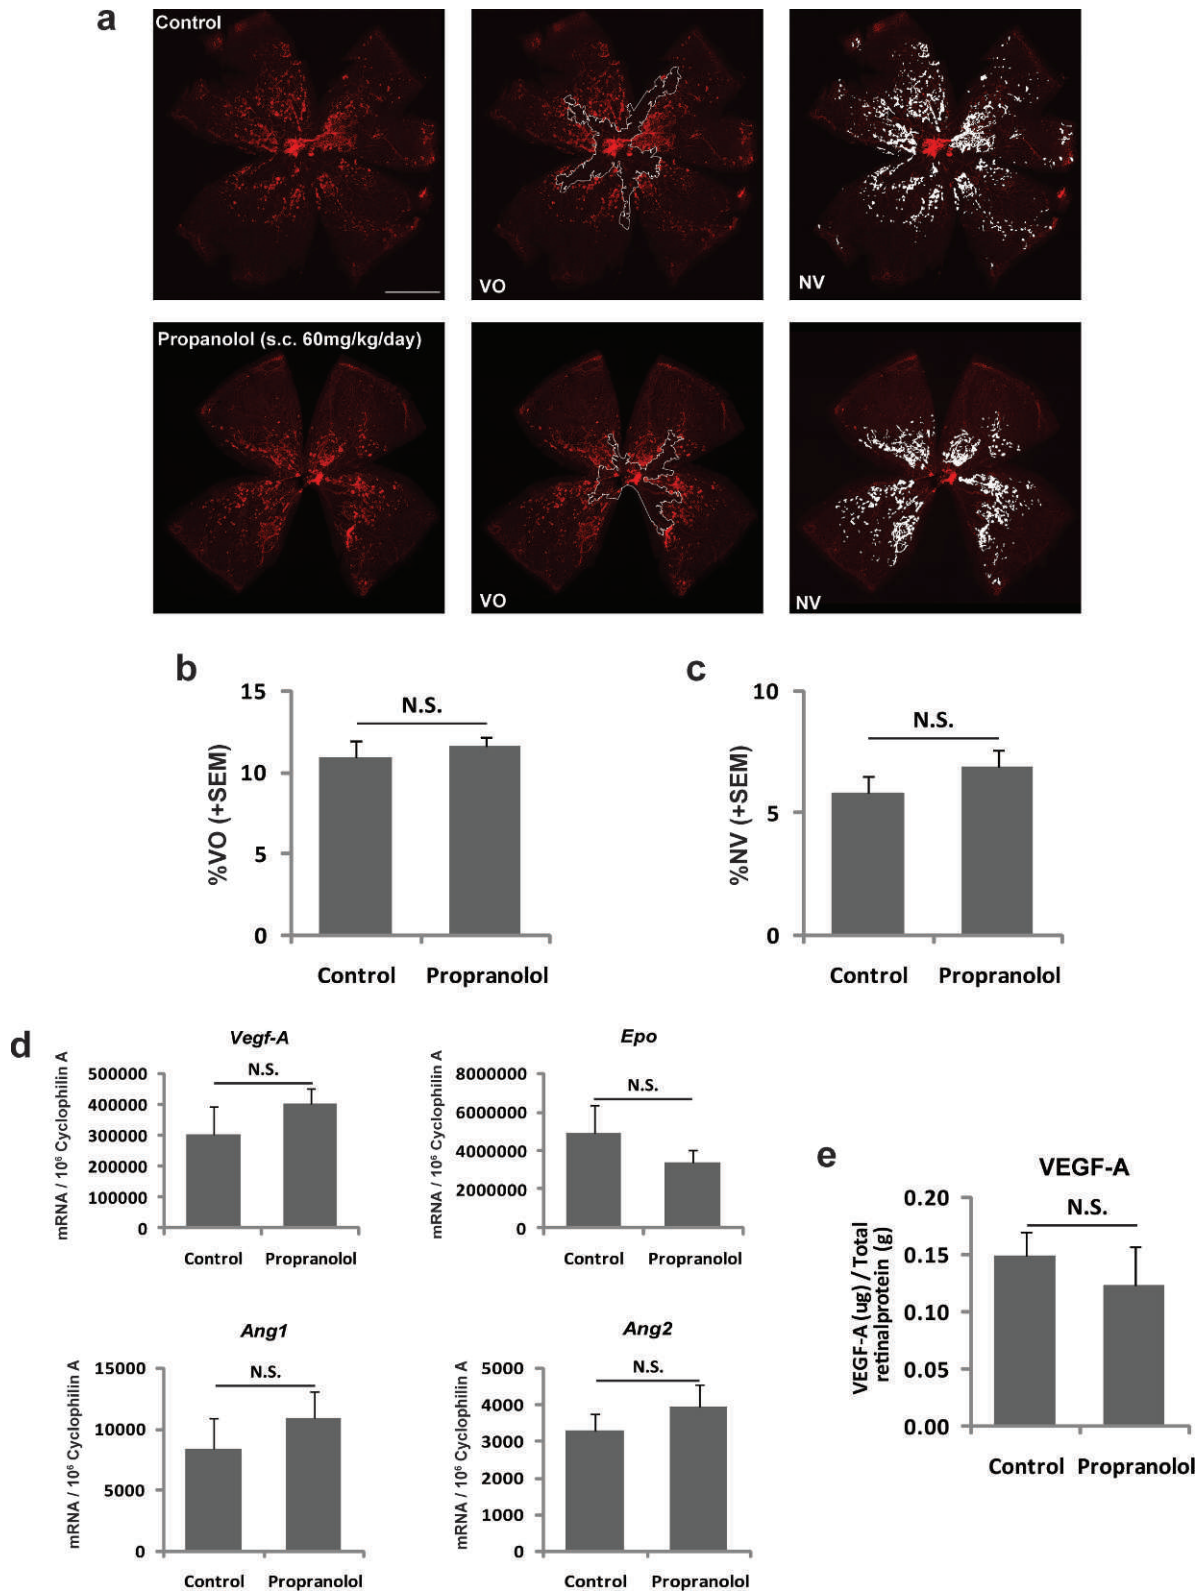 a
Control
VO
NV
Propanolol (s.c. 60mg/kg/day)
VO
NV
b
15
10
5
0
%VO (+SEM)
N.S.
Control Propranolol
c
10
5
0
%NV (+SEM)
N.S.
Control Propranolol
d
Vegf-A
mRNA / 10⁶ Cyclophilin A
500000
400000
300000
200000
100000
0
N.S.
Control Propranolol
Epo
mRNA / 10⁶ Cyclophilin A
8000000
6000000
4000000
2000000
0
N.S.
Control Propranolol
Ang1
mRNA / 10⁶ Cyclophilin A
15000
10000
5000
0
N.S.
Control Propranolol
Ang2
mRNA / 10⁶ Cyclophilin A
5000
4000
3000
2000
1000
0
N.S.
Control Propranolol
e
VEGF-A
VEGF-A (ug) / Total
retinalprotein (g)
0.20
0.15
0.10
0.05
0.00
N.S.
Control Propranolol